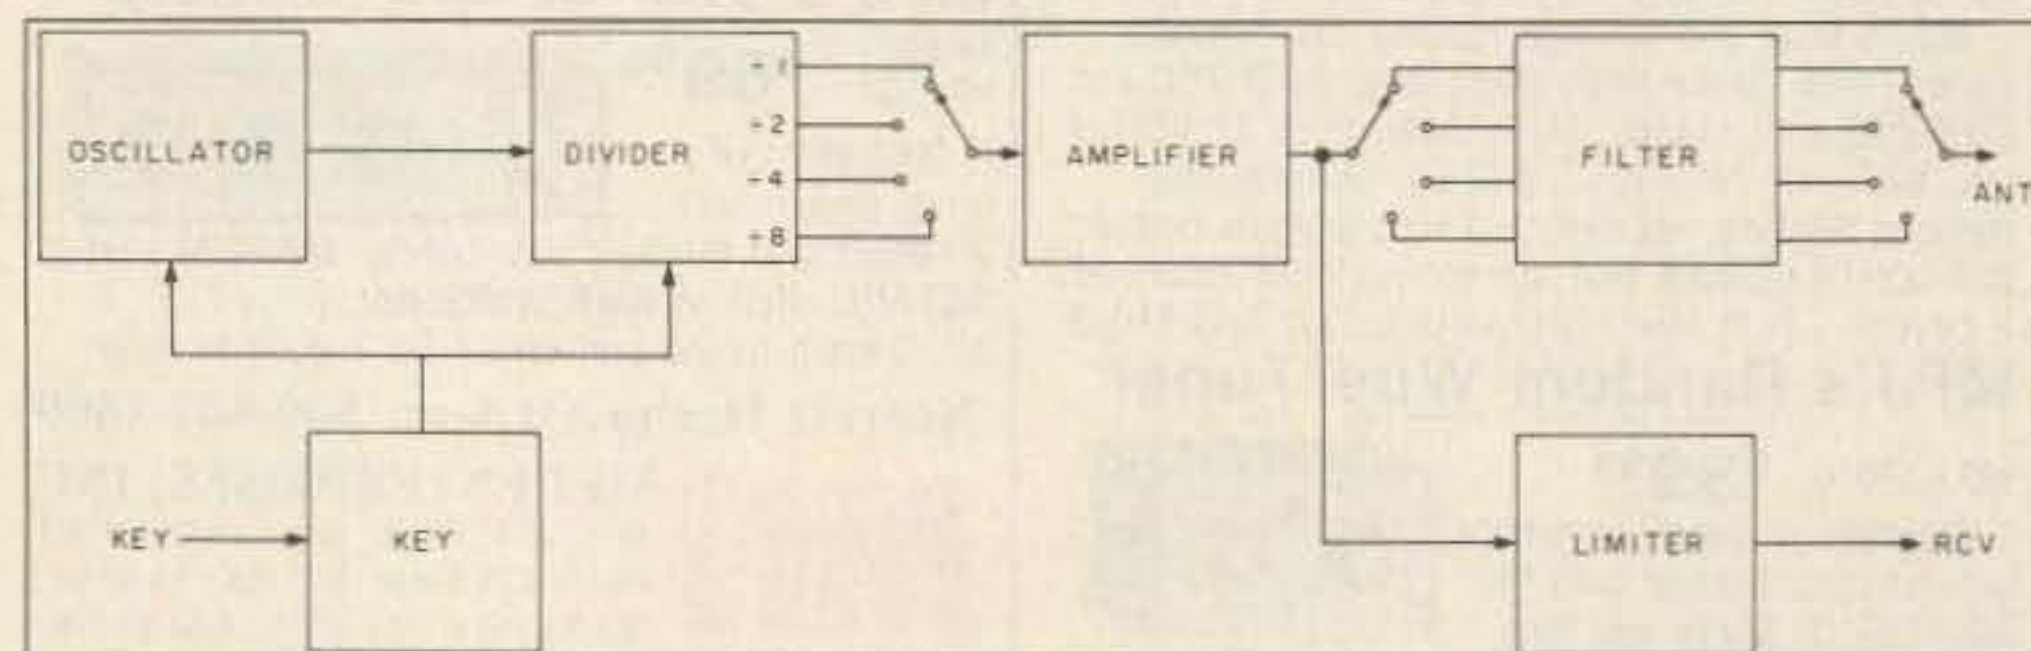 OSCILLATOR
DIVIDER
÷1
÷2
÷4
÷8
AMPLIFIER
FILTER
ANT
KEY
KEY
LIMITER
RCV